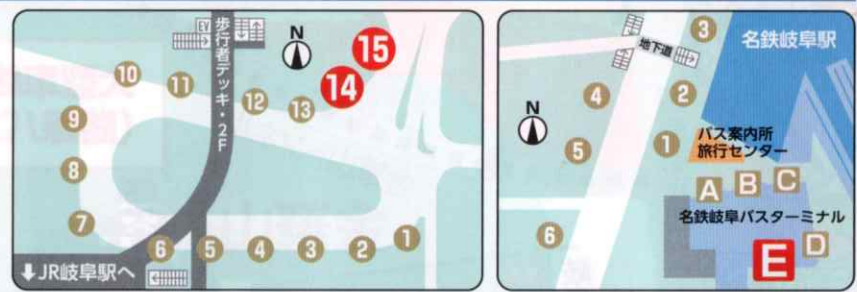 EV
歩行者デッキ・2F
N
15
14
13
12
11
10
9
8
7
6
5
4
3
2
1
↓JR岐阜駅へ
3
名鉄岐阜駅
地下道
2
4
N
1
バス案内所
旅行センター
5
A B C
名鉄岐阜バスターミナル
6
D
E